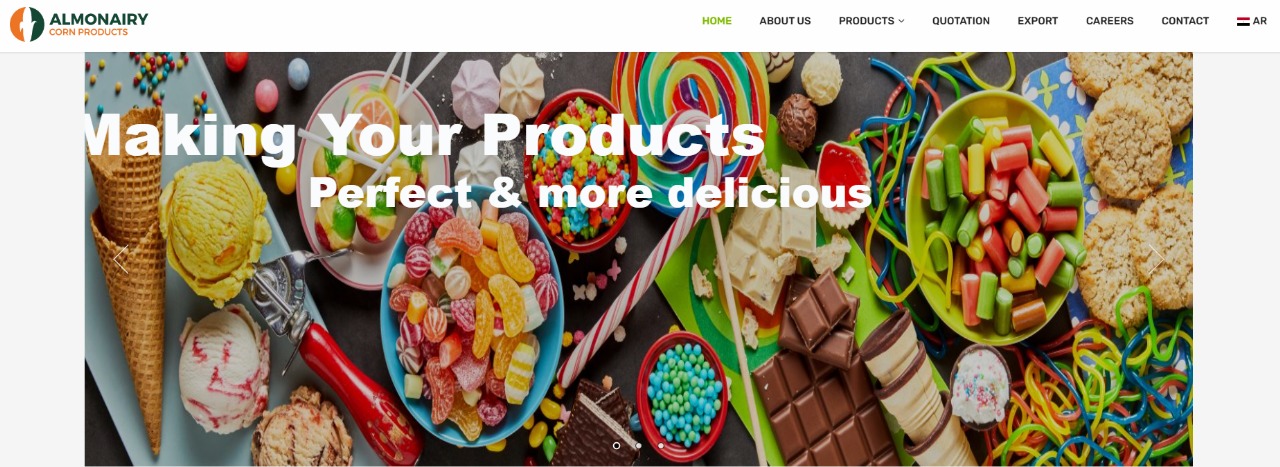 ALMONAIRY
CORN PRODUCTS
HOME ABOUT US PRODUCTS QUOTATION EXPORT CAREERS CONTACT AR
Making Your Products
Perfect & more delicious